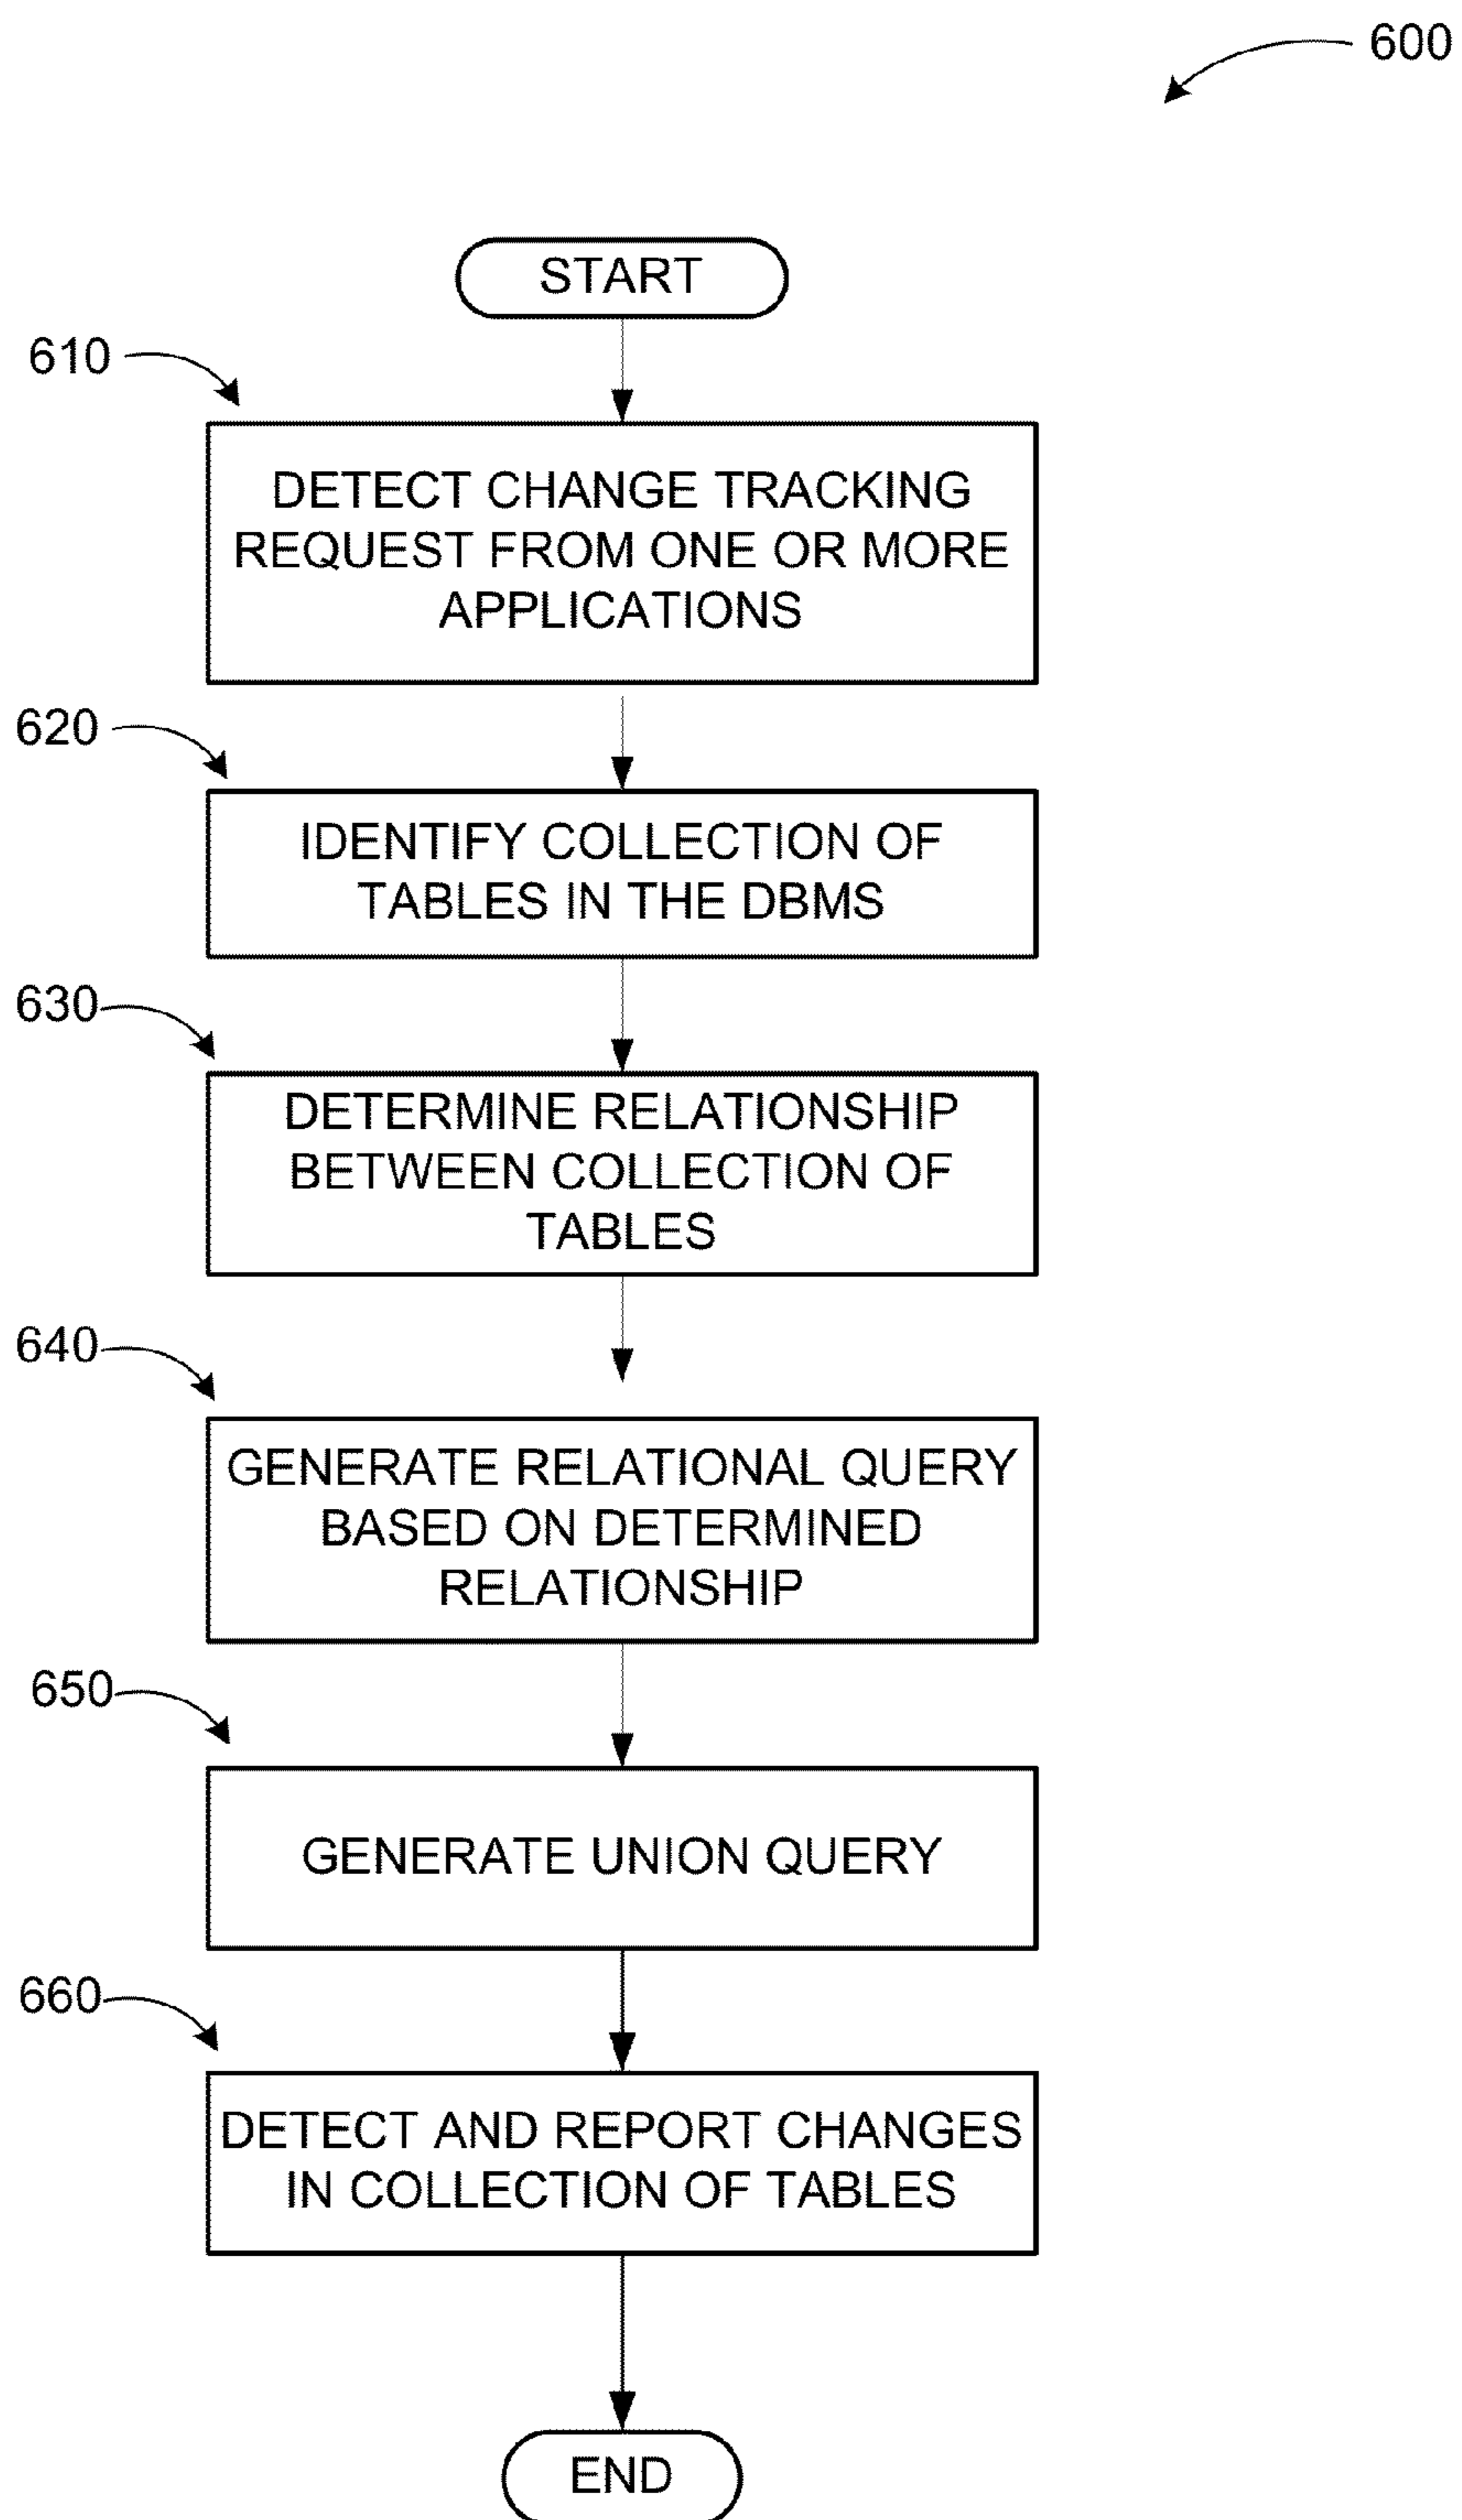 600
START
610
DETECT CHANGE TRACKING
REQUEST FROM ONE OR MORE
APPLICATIONS
620
IDENTIFY COLLECTION OF
TABLES IN THE DBMS
630
DETERMINE RELATIONSHIP
BETWEEN COLLECTION OF
TABLES
640
GENERATE RELATIONAL QUERY
BASED ON DETERMINED
RELATIONSHIP
650
GENERATE UNION QUERY
660
DETECT AND REPORT CHANGES
IN COLLECTION OF TABLES
END